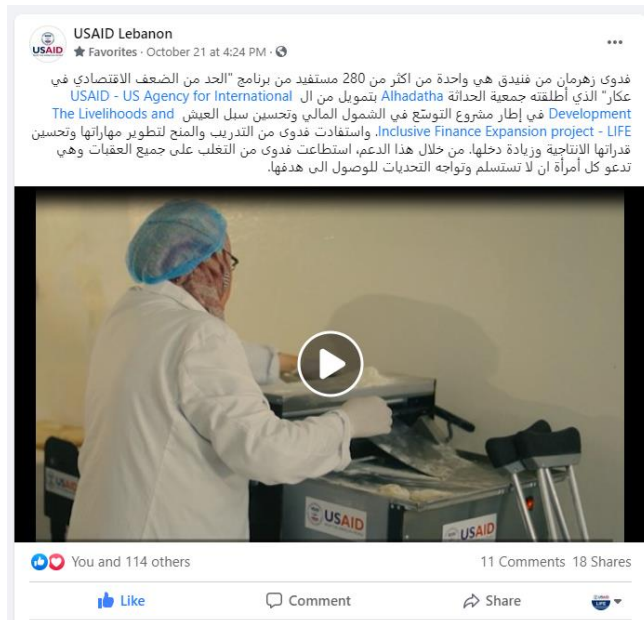 USAID Lebanon
Favorites · October 21 at 4:24 PM ·
فدوى زهرمان من فنيدق هي واحدة من اكثر من 280 مستفيد من برنامج "الحد من الضعف الاقتصادي في
عكار" الذي أطلقته جمعية الحداثة Alhadatha بتمويل من ال USAID - US Agency for International
Development في إطار مشروع التوسّع في الشمول المالي وتحسين سبل العيش The Livelihoods and
Inclusive Finance Expansion project - LIFE. واستفادت فدوى من التدريب والمنح لتطوير مهاراتها وتحسين
قدراتها الانتاجية وزيادة دخلها. من خلال هذا الدعم، استطاعت فدوى من التغلب على جميع العقبات وهي
تدعو كل أمرأة ان لا تستسلم وتواجه التحديات للوصول الى هدفها.
USAID
USAID
USAID
You and 114 others
11 Comments 18 Shares
Like
Comment
Share